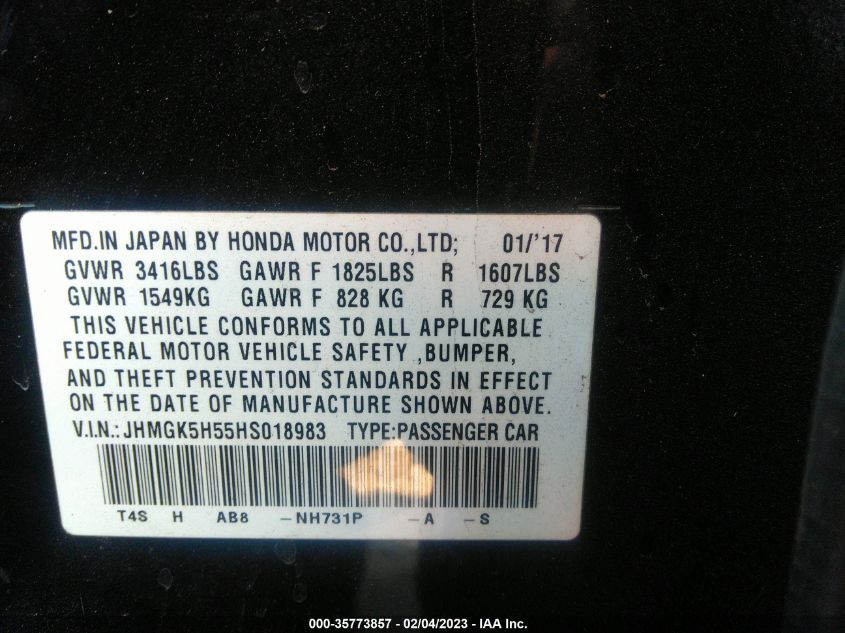 MFD.IN JAPAN BY HONDA MOTOR CO.,LTD; 01/'17
GVWR 3416LBS GAWR F 1825LBS R 1607LBS
GVWR 1549KG GAWR F 828 KG R 729 KG
THIS VEHICLE CONFORMS TO ALL APPLICABLE
FEDERAL MOTOR VEHICLE SAFETY ,BUMPER,
AND THEFT PREVENTION STANDARDS IN EFFECT
ON THE DATE OF MANUFACTURE SHOWN ABOVE.
V.I.N.: JHMGK5H55HS018983 TYPE:PASSENGER CAR
T4S H AB8 -NH731P -A -S
000-35773857 - 02/04/2023 - IAA Inc.